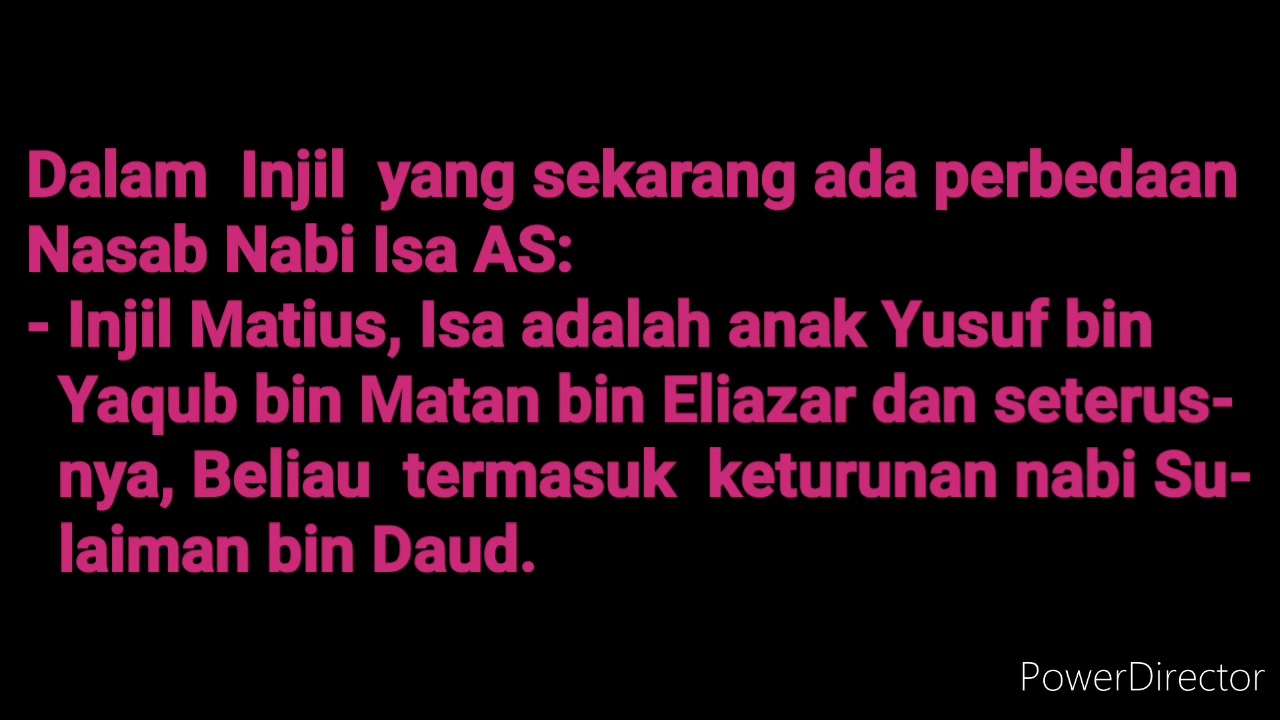 Dalam Injil yang sekarang ada perbedaan
Nasab Nabi Isa AS:
- Injil Matius, Isa adalah anak Yusuf bin
Yaqub bin Matan bin Eliazar dan seterus-
nya, Beliau termasuk keturunan nabi Su-
laiman bin Daud.
PowerDirector